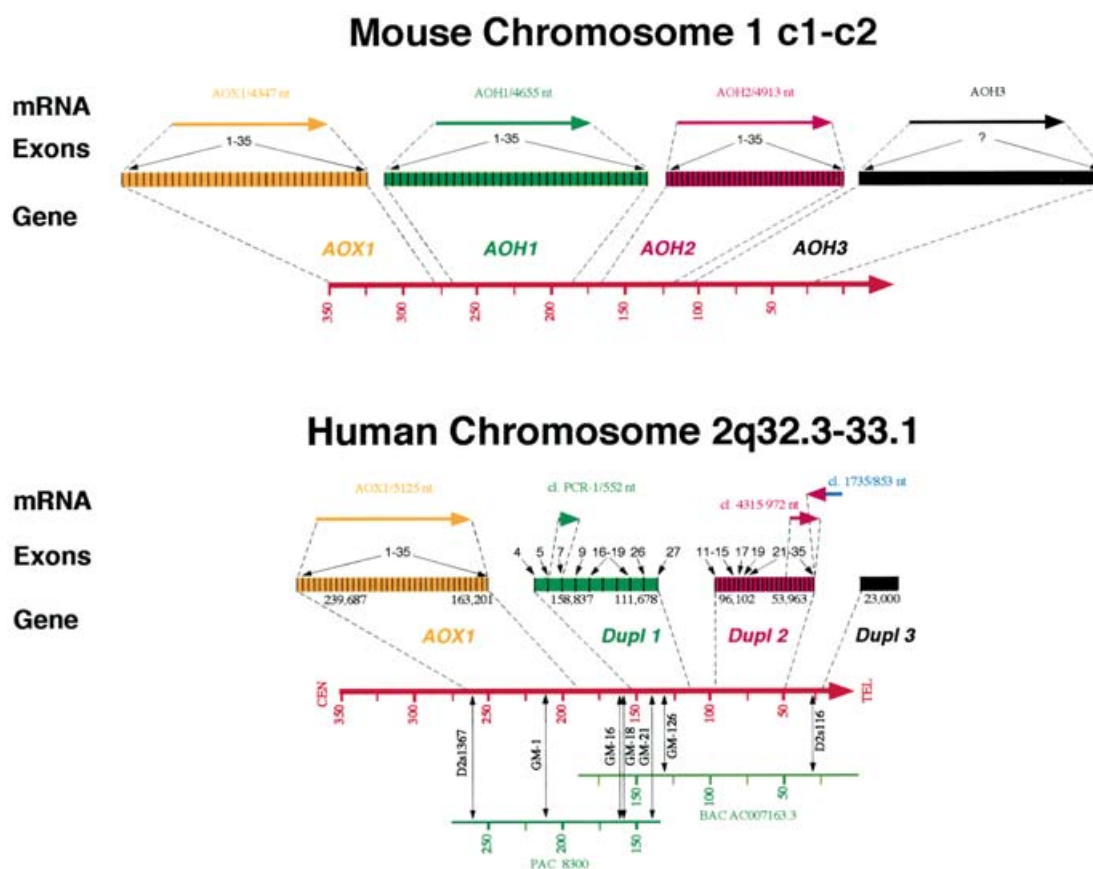 Mouse Chromosome 1 c1-c2
mRNA
AOX1/4347 nt
AOH1/4655 nt
AOH2/4913 nt
AOH3
Exons
1-35
1-35
1-35
?
Gene
AOX1
AOH1
AOH2
AOH3
350
300
250
200
150
100
50
Human Chromosome 2q32.3-33.1
mRNA
AOX1/5125 nt
cl. PCR-1/552 nt
cl. 4315 972 nt
cl. 1735/853 nt
Exons
1-35
4 5 7 9 16-19 26 27
11-15 17 19 21-35
239,687 163,201
158,837 111,678
96,102 53,963
23,000
Gene
AOX1
Dupl 1
Dupl 2
Dupl 3
CEN
TEL
350
250
200
150
100
50
D2s1367
GM-1
GM-16
GM-18
GM-21
GM-126
D2s116
150
100
50
BAC AC007163.3
250
200
150
PAC 8300